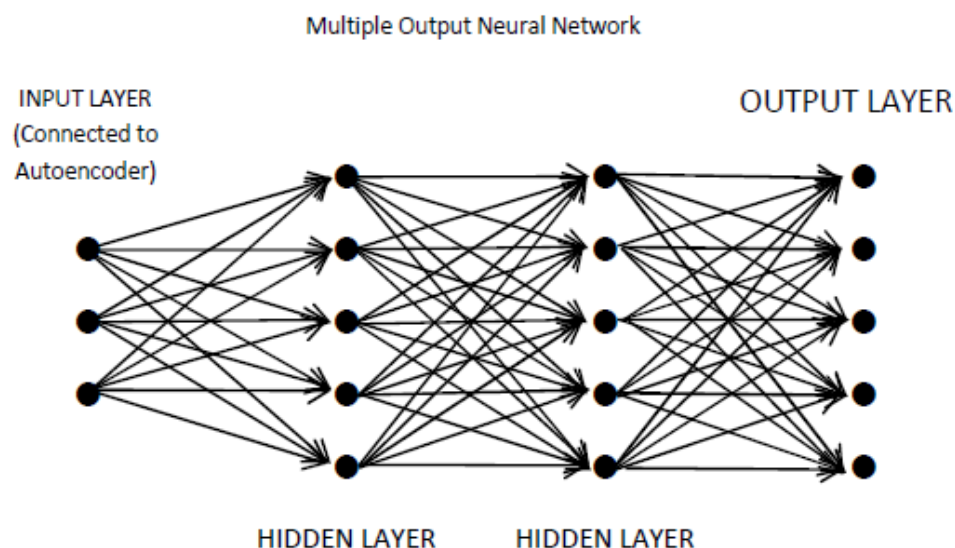 Multiple Output Neural Network
INPUT LAYER
(Connected to
Autoencoder)
OUTPUT LAYER
HIDDEN LAYER
HIDDEN LAYER